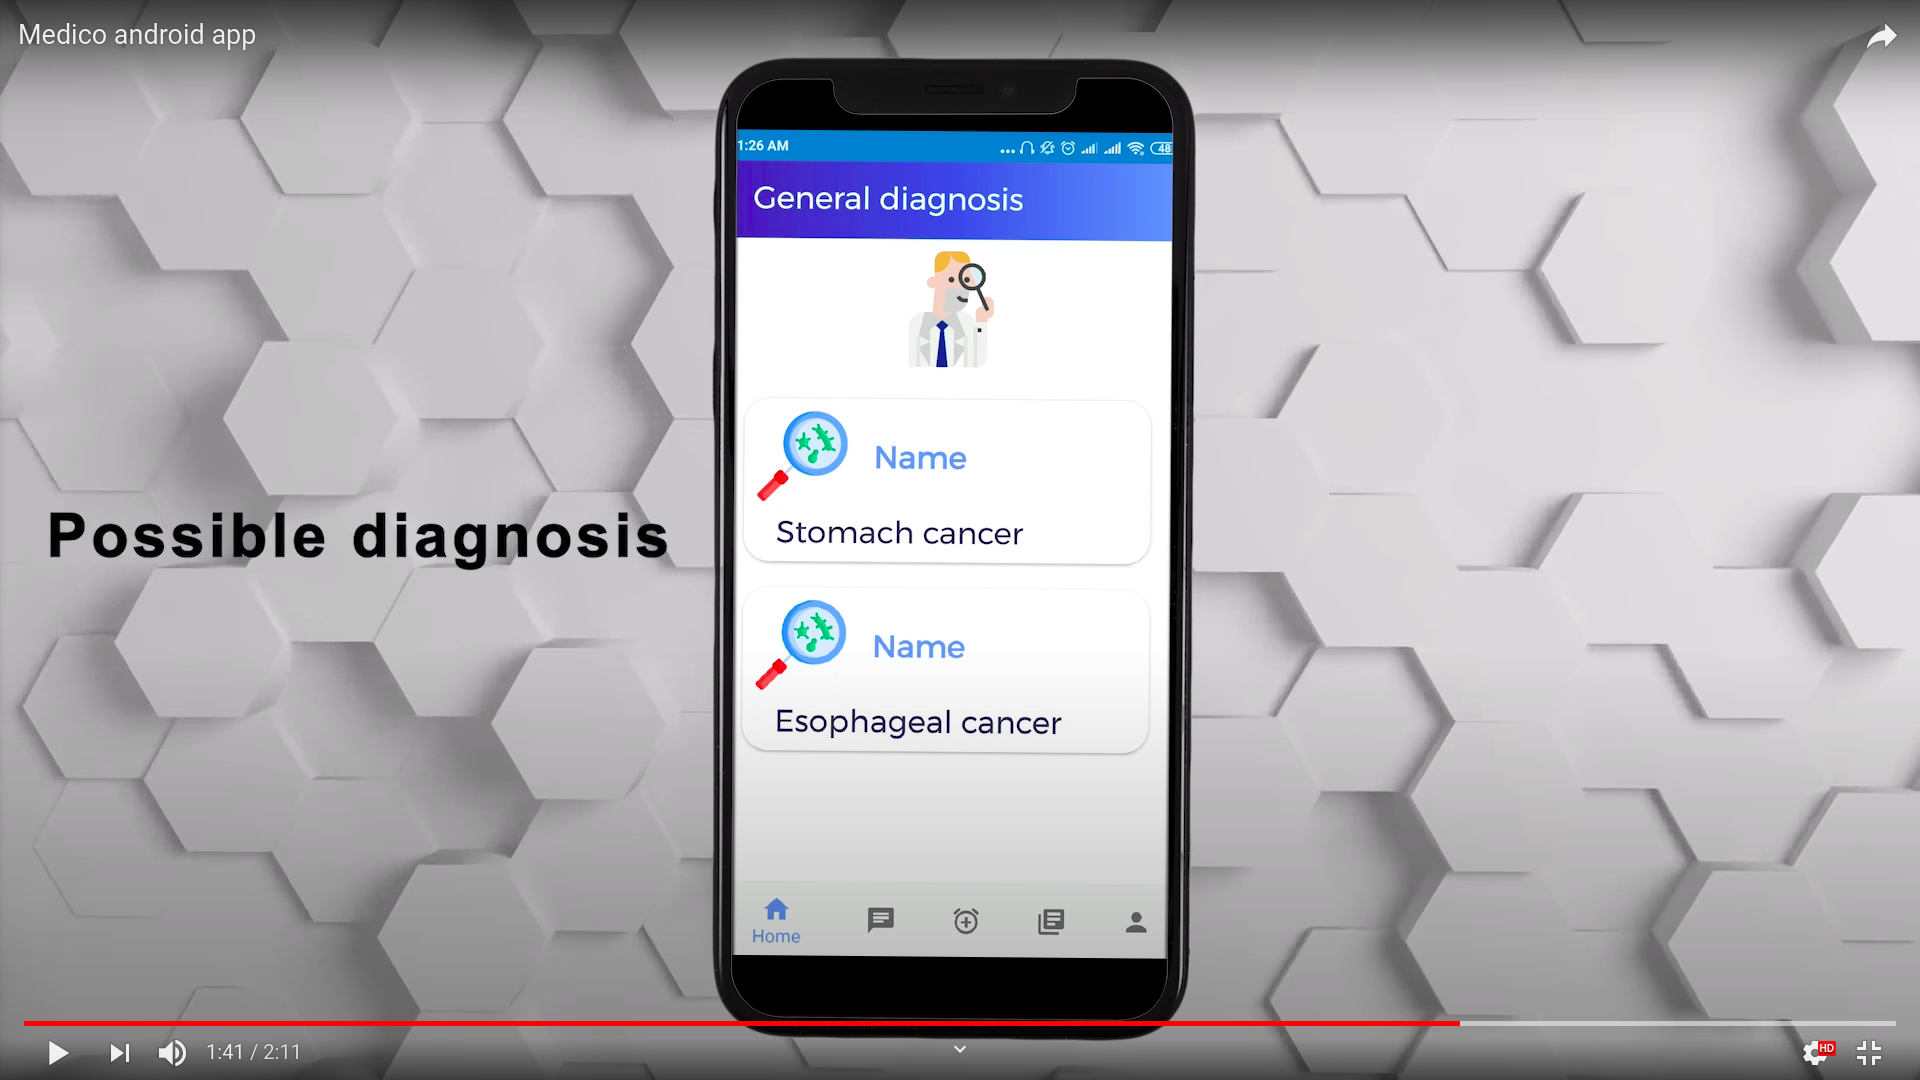 Medico android app
1:26 AM
48
General diagnosis
Name
Stomach cancer
Possible diagnosis
Name
Esophageal cancer
Home
1:41 / 2:11
HD